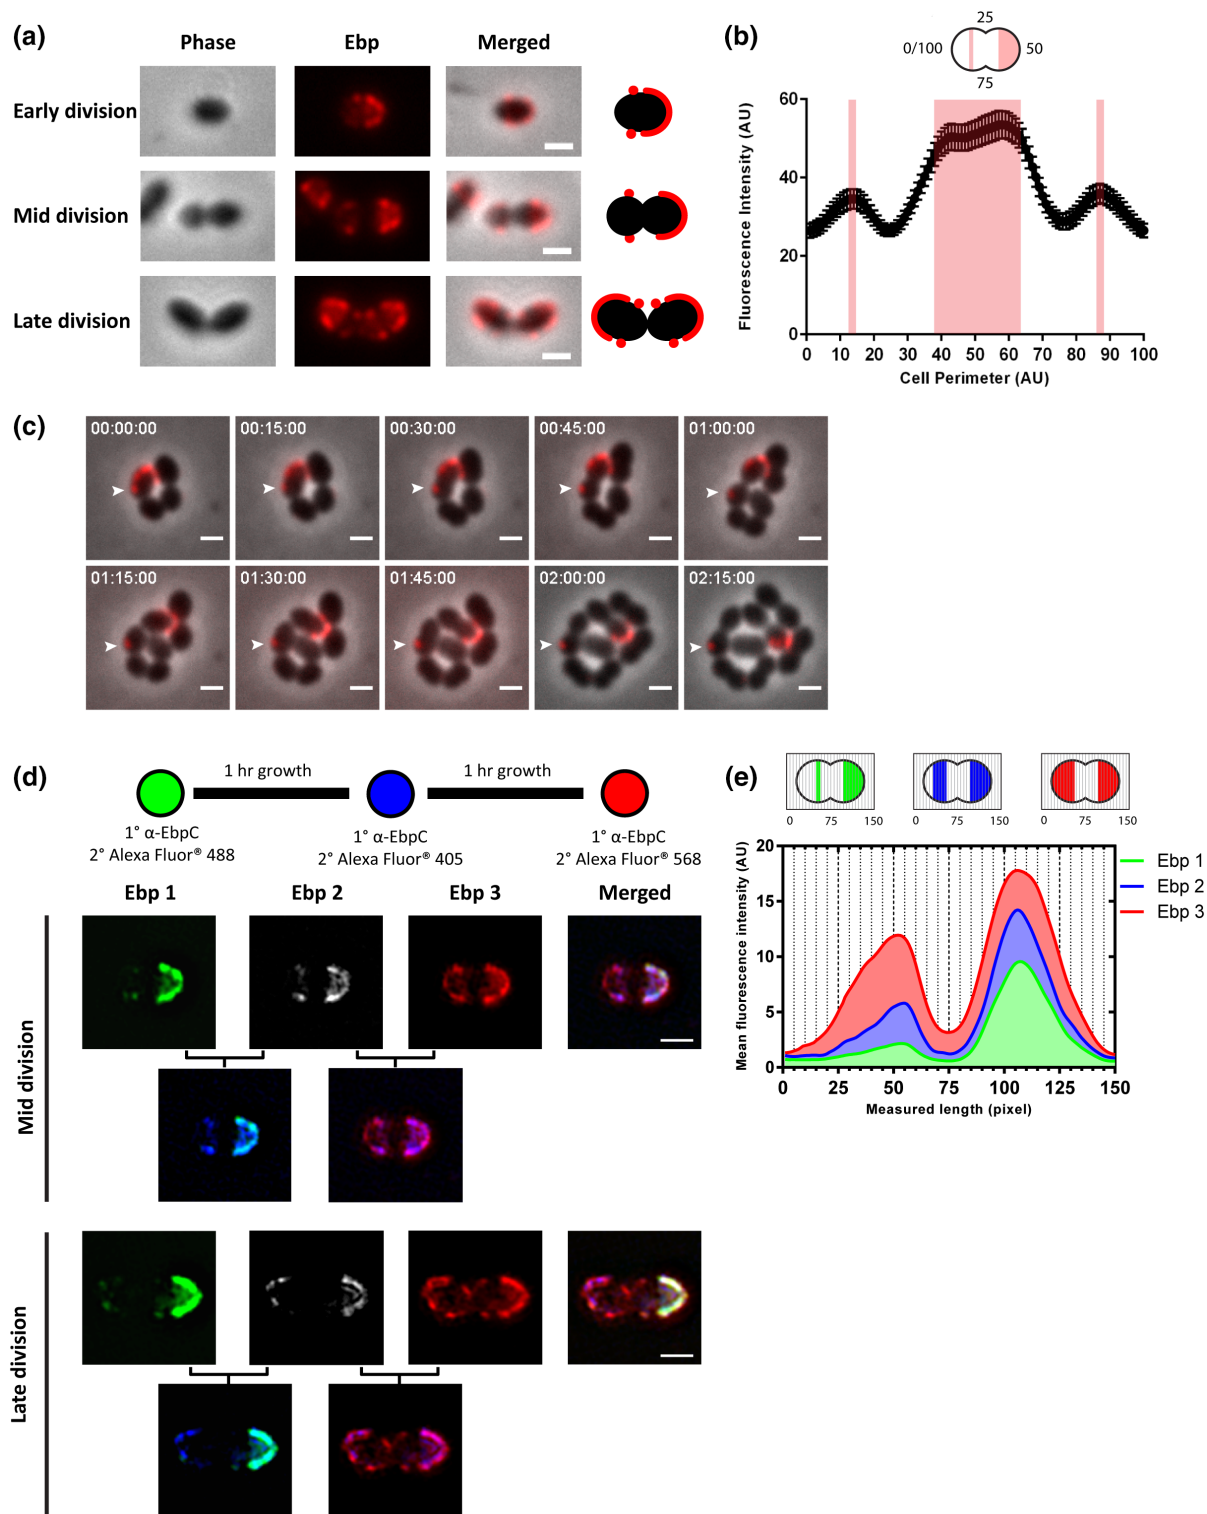 (a)
Phase
Ebp
Merged
Early division
Mid division
Late division
(b)
25
0/100
50
75
60
40
20
0
Fluorescence Intensity (AU)
0 10 20 30 40 50 60 70 80 90 100
Cell Perimeter (AU)
(c)
00:00:00
00:15:00
00:30:00
00:45:00
01:00:00
01:15:00
01:30:00
01:45:00
02:00:00
02:15:00
(d)
1 hr growth
1 hr growth
1° α-EbpC
2° Alexa Fluor® 488
1° α-EbpC
2° Alexa Fluor® 405
1° α-EbpC
2° Alexa Fluor® 568
Ebp 1
Ebp 2
Ebp 3
Merged
Mid division
Late division
(e)
0 75 150
0 75 150
0 75 150
20
15
10
5
0
Mean fluorescence intensity (AU)
0 25 50 75 100 125 150
Measured length (pixel)
Ebp 1
Ebp 2
Ebp 3